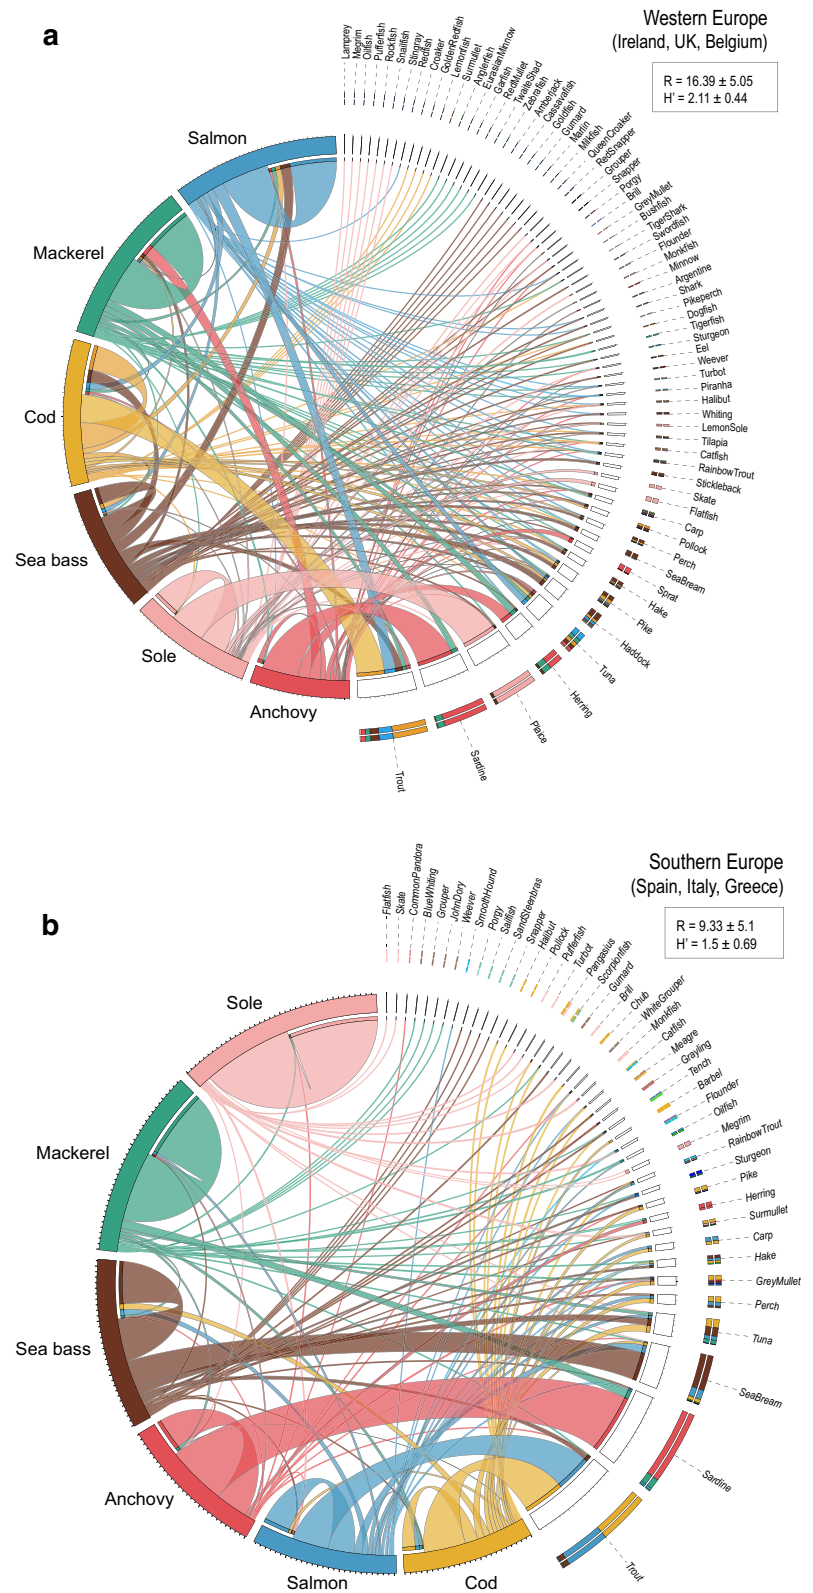 a
Western Europe
(Ireland, UK, Belgium)
R = 16.39 ± 5.05
H' = 2.11 ± 0.44
Lamprey
Megrim
Oilfish
Pufferfish
Rockfish
Snailfish
Stingray
Redfish
Croaker
GoldenRedfish
Lemonfish
Surmullet
Anglerfish
EurasianMinnow
Garfish
RedMullet
TwaiteShad
Zebrafish
Amberjack
Cassavafish
Goldfish
Gurnard
Marlin
Milkfish
QueenCroaker
RedSnapper
Grouper
Snapper
Porgy
Brill
GreyMullet
Bushfish
TigerShark
Swordfish
Flounder
Monkfish
Minnow
Argentine
Shark
Pikeperch
Dogfish
Tigerfish
Sturgeon
Eel
Weever
Turbot
Piranha
Halibut
Whiting
LemonSole
Tilapia
Catfish
RainbowTrout
Stickleback
Skate
Flatfish
Carp
Pollock
Perch
SeaBream
Sprat
Hake
Pike
Haddock
Tuna
Herring
Plaice
Sardine
Trout
Salmon
Mackerel
Cod
Sea bass
Sole
Anchovy
b
Southern Europe
(Spain, Italy, Greece)
R = 9.33 ± 5.1
H' = 1.5 ± 0.69
Flatfish
Skate
CommonPandora
BlueWhiting
Grouper
JohnDory
Weever
SmoothHound
Porgy
Sailfish
SandSteenbras
Snapper
Halibut
Pollock
Pufferfish
Turbot
Pangasius
Scorpionfish
Gurnard
Brill
Chub
WhiteGrouper
Monkfish
Catfish
Meagre
Grayling
Tench
Barbel
Flounder
Oilfish
Megrim
RainbowTrout
Sturgeon
Pike
Herring
Surmullet
Carp
Hake
GreyMullet
Perch
Tuna
SeaBream
Sardine
Trout
Sole
Mackerel
Sea bass
Anchovy
Salmon
Cod